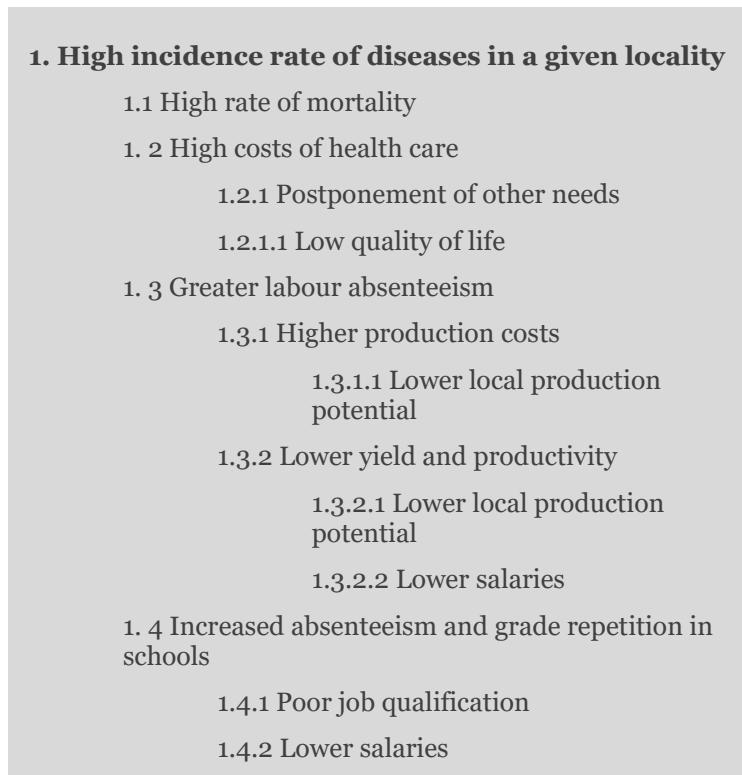 1. High incidence rate of diseases in a given locality
1.1 High rate of mortality
1. 2 High costs of health care
1.2.1 Postponement of other needs
1.2.1.1 Low quality of life
1. 3 Greater labour absenteeism
1.3.1 Higher production costs
1.3.1.1 Lower local production
potential
1.3.2 Lower yield and productivity
1.3.2.1 Lower local production
potential
1.3.2.2 Lower salaries
1. 4 Increased absenteeism and grade repetition in
schools
1.4.1 Poor job qualification
1.4.2 Lower salaries